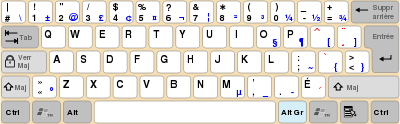 | ! " / $ % ? & * ( ) _ + Suppr
# \ 1 ± 2 @ 3 £ 4 ¢ 5 ¤ 6 ¬ 7 ¦ 8 ² 9 ³ 0 ¼ - ½ = ¾ arrière
Tab Q W E R T Y U I O § P ¶ ^ [ ¨ ] Entrée
Verr Maj A S D F G H J K L : ; ~ ` { > < }
Maj » « ° Z X C V B N M µ ' , _ . - É Maj
Ctrl Alt Alt Gr Ctrl